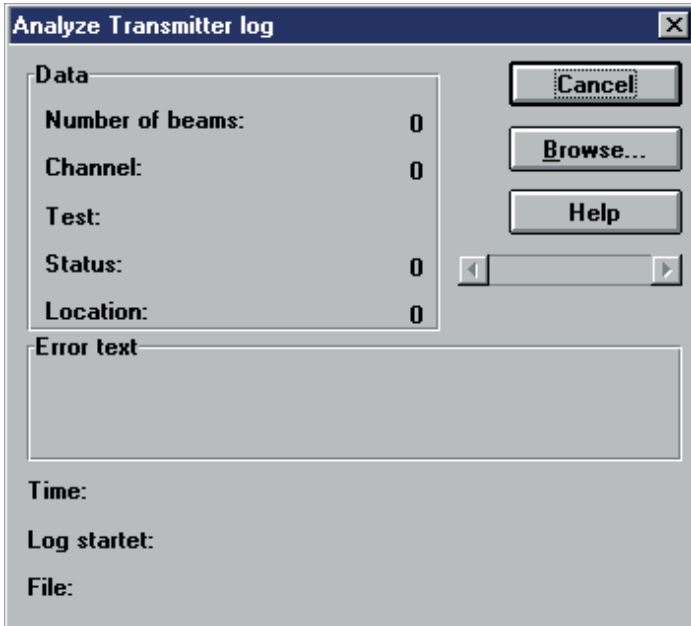 Analyze Transmitter log
Data
Number of beams: 0
Channel: 0
Test:
Status: 0
Location: 0
Cancel
Browse...
Help
Error text
Time:
Log startet:
File: